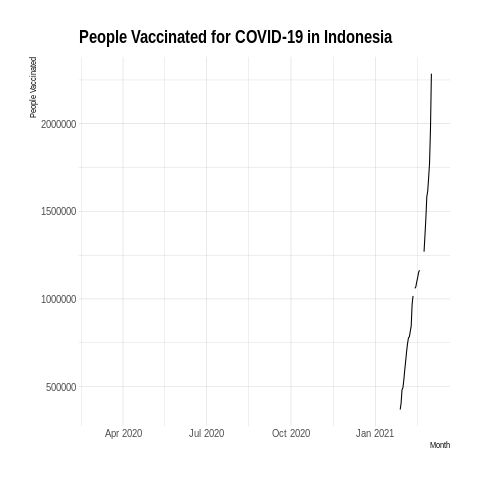 People Vaccinated for COVID-19 in Indonesia
People Vaccinated
2000000
1500000
1000000
500000
Apr 2020 Jul 2020 Oct 2020 Jan 2021
Month